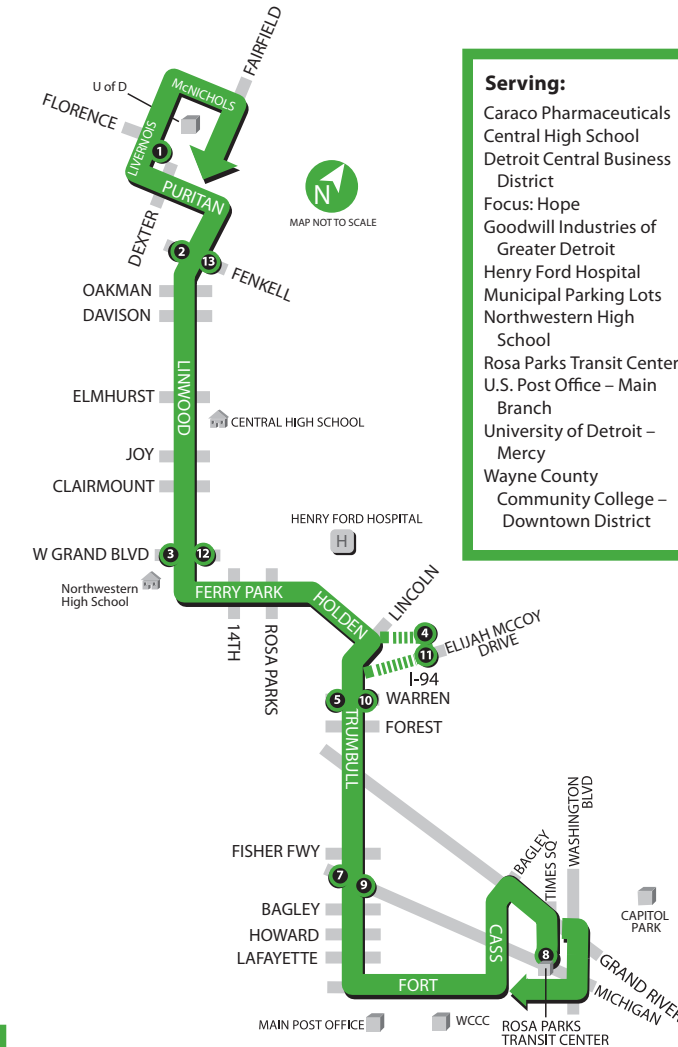 FAIRFIELD
McNICHOLS
U of D
FLORENCE
LIVERNOIS
1
PURITAN
DEXTER
N
MAP NOT TO SCALE
2
13
FENKELL
OAKMAN
DAVISON
LINWOOD
ELMHURST
CENTRAL HIGH SCHOOL
JOY
CLAIRMOUNT
HENRY FORD HOSPITAL
H
W GRAND BLVD
3
12
Northwestern
High School
FERRY PARK
HOLDEN
LINCOLN
14TH
ROSA PARKS
4
11
ELIJAH MCCOY
DRIVE
I-94
5
10
WARREN
TRUMBULL
FOREST
FISHER FWY
7
9
BAGLEY
HOWARD
LAFAYETTE
FORT
CASS
BAGLEY
TIMES SQ
WASHINGTON
BLVD
8
CAPITOL
PARK
GRAND RIVER
MICHIGAN
MAIN POST OFFICE
WCCC
ROSA PARKS
TRANSIT CENTER
Serving:
Caraco Pharmaceuticals
Central High School
Detroit Central Business
District
Focus: Hope
Goodwill Industries of
Greater Detroit
Henry Ford Hospital
Municipal Parking Lots
Northwestern High
School
Rosa Parks Transit Center
U.S. Post Office – Main
Branch
University of Detroit –
Mercy
Wayne County
Community College –
Downtown District